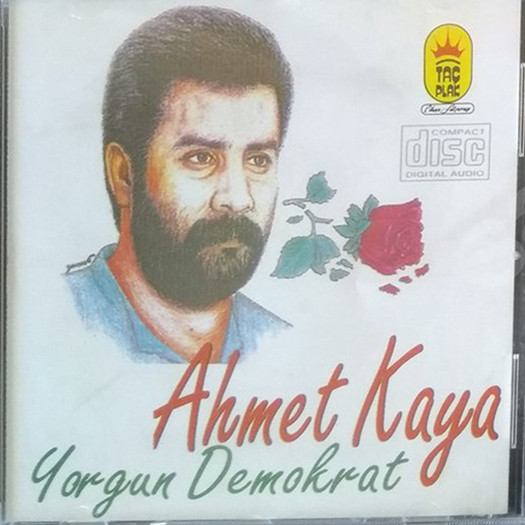 TAÇ
PLAK
COMPACT
disc
DIGITAL AUDIO
Ahmet Kaya
Yorgun Demokrat